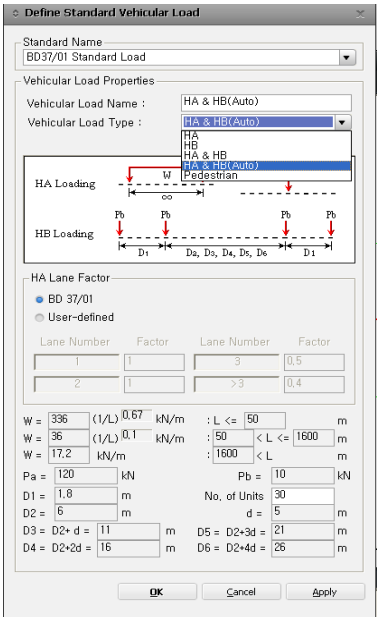 Define Standard Vehicular Load
Standard Name
BD37/01 Standard Load
Vehicular Load Properties
Vehicular Load Name : HA & HB(Auto)
Vehicular Load Type : HA & HB(Auto)
HA
HB
HA & HB
HA & HB(Auto)
Pedestrian
HA Loading W
∞
Pb Pb Pb Pb
HB Loading
D1 D2, D3, D4, D5, D6 D1
HA Lane Factor
BD 37/01
User-defined
Lane Number Factor Lane Number Factor
1 1 3 0,5
2 1 >3 0,4
W = 336 (1/L) 0,67 kN/m : L <= 50 m
W = 36 (1/L) 0,1 kN/m : 50 < L <= 1600 m
W = 17,2 kN/m : 1600 < L m
Pa = 120 kN Pb = 10 kN
D1 = 1,8 m No, of Units 30
D2 = 6 m d = 5 m
D3 = D2+ d = 11 m D5 = D2+3d = 21 m
D4 = D2+2d = 16 m D6 = D2+4d = 26 m
OK Cancel Apply